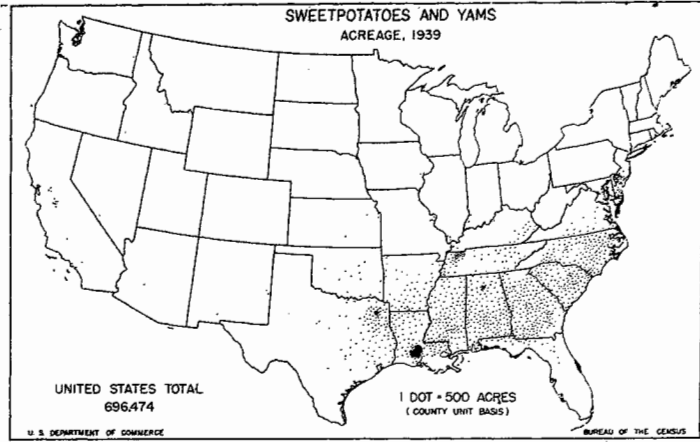 SWEETPOTATOES AND YAMS
ACREAGE, 1939
UNITED STATES TOTAL
696,474
1 DOT = 500 ACRES
(COUNTY UNIT BASIS)
U. S. DEPARTMENT OF COMMERCE
BUREAU OF THE CENSUS